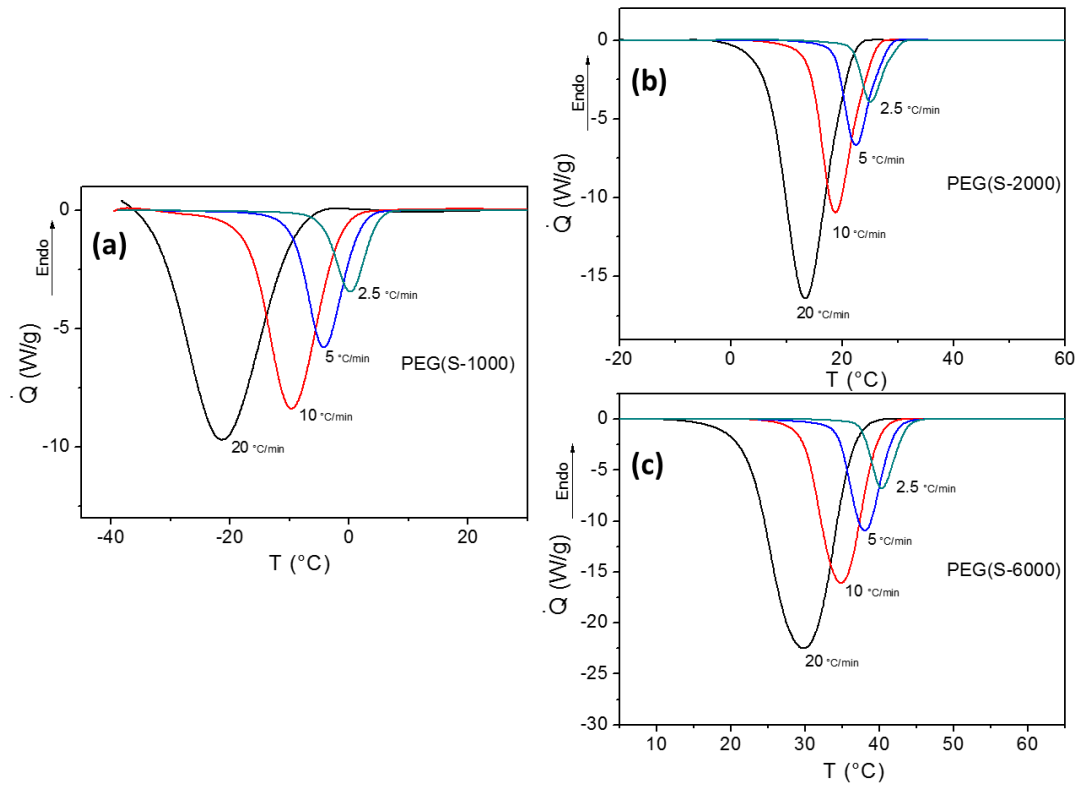 (a)
Endo
Q̇ (W/g)
0
-5
-10
-40
-20
0
20
T (°C)
PEG(S-1000)
20 °C/min
10 °C/min
5 °C/min
2.5 °C/min
(b)
Endo
Q̇ (W/g)
0
-5
-10
-15
-20
0
20
40
60
T (°C)
PEG(S-2000)
20 °C/min
10 °C/min
5 °C/min
2.5 °C/min
(c)
Endo
Q̇ (W/g)
0
-5
-10
-15
-20
-25
-30
10
20
30
40
50
60
T (°C)
PEG(S-6000)
20 °C/min
10 °C/min
5 °C/min
2.5 °C/min